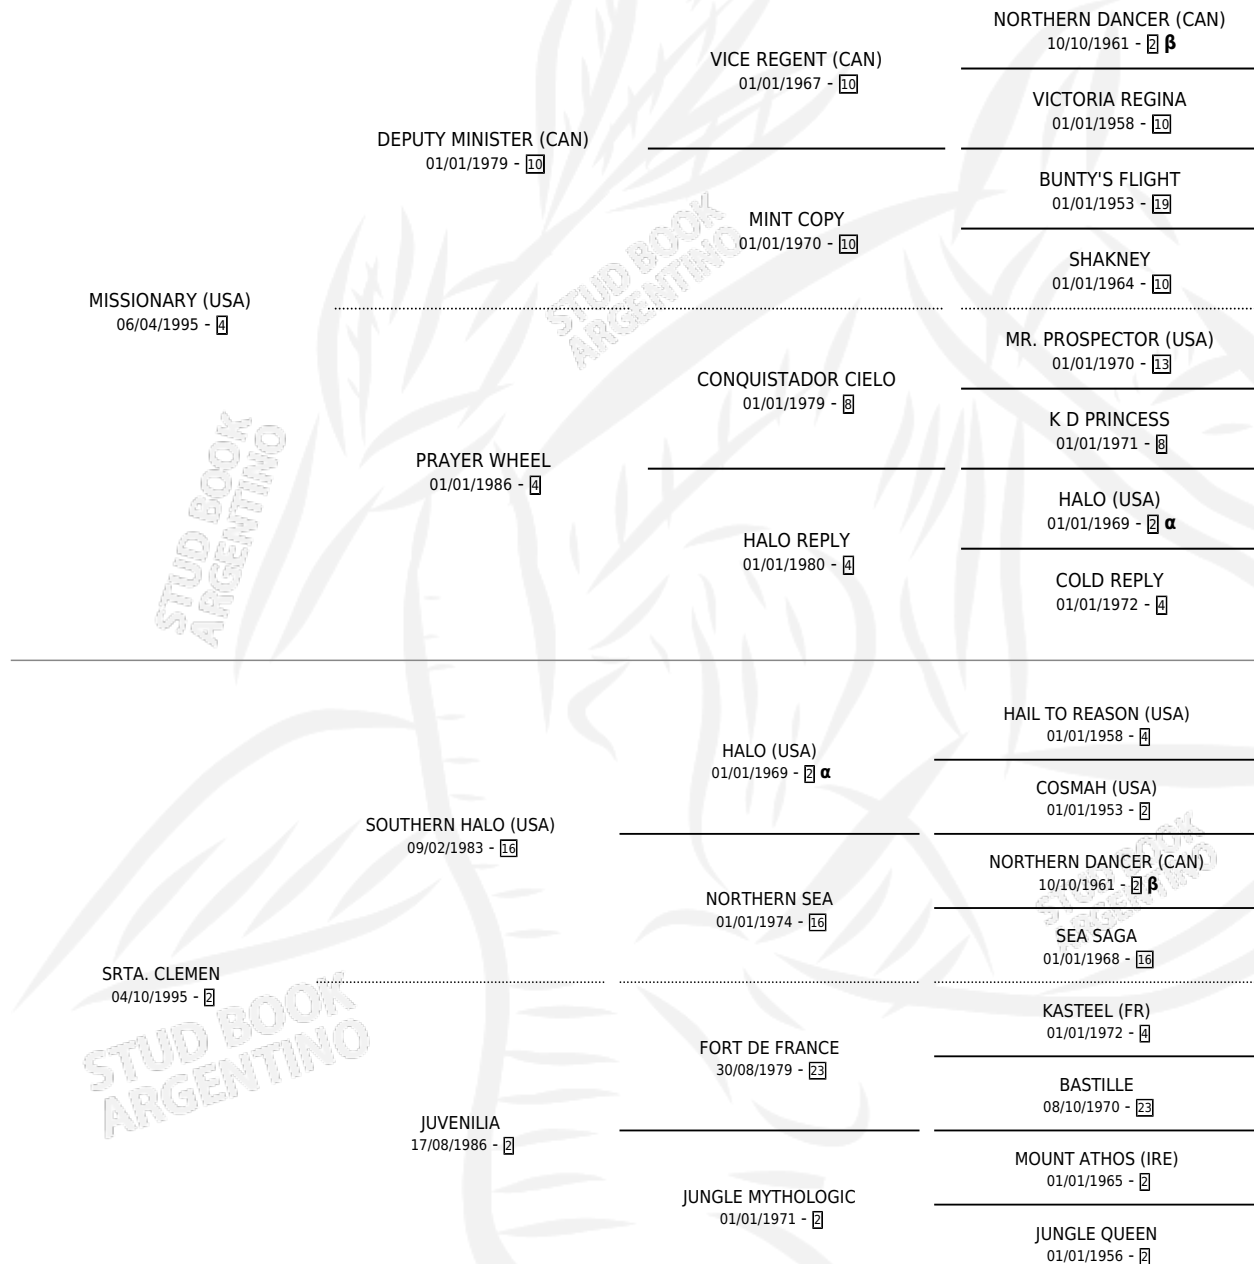 NORTHERN DANCER (CAN)
10/10/1961 - 2 β
VICE REGENT (CAN)
01/01/1967 - 10
VICTORIA REGINA
01/01/1958 - 10
DEPUTY MINISTER (CAN)
01/01/1979 - 10
BUNTY'S FLIGHT
01/01/1953 - 19
MINT COPY
01/01/1970 - 10
SHAKNEY
01/01/1964 - 10
MISSIONARY (USA)
06/04/1995 - 4
MR. PROSPECTOR (USA)
01/01/1970 - 13
CONQUISTADOR CIELO
01/01/1979 - 8
K D PRINCESS
01/01/1971 - 8
PRAYER WHEEL
01/01/1986 - 4
HALO (USA)
01/01/1969 - 2 α
HALO REPLY
01/01/1980 - 4
COLD REPLY
01/01/1972 - 4
HAIL TO REASON (USA)
01/01/1958 - 4
HALO (USA)
01/01/1969 - 2 α
COSMAH (USA)
01/01/1953 - 2
SOUTHERN HALO (USA)
09/02/1983 - 16
NORTHERN DANCER (CAN)
10/10/1961 - 2 β
NORTHERN SEA
01/01/1974 - 16
SEA SAGA
01/01/1968 - 16
SRTA. CLEMEN
04/10/1995 - 2
KASTEEL (FR)
01/01/1972 - 4
FORT DE FRANCE
30/08/1979 - 23
BASTILLE
08/10/1970 - 23
JUVENILIA
17/08/1986 - 2
MOUNT ATHOS (IRE)
01/01/1965 - 2
JUNGLE MYTHOLOGIC
01/01/1971 - 2
JUNGLE QUEEN
01/01/1956 - 2
STUD BOOK
ARGENTINO
STUD BOOK
ARGENTINO
STUD BOOK
ARGENTINO
STUD BOOK
ARGENTINO